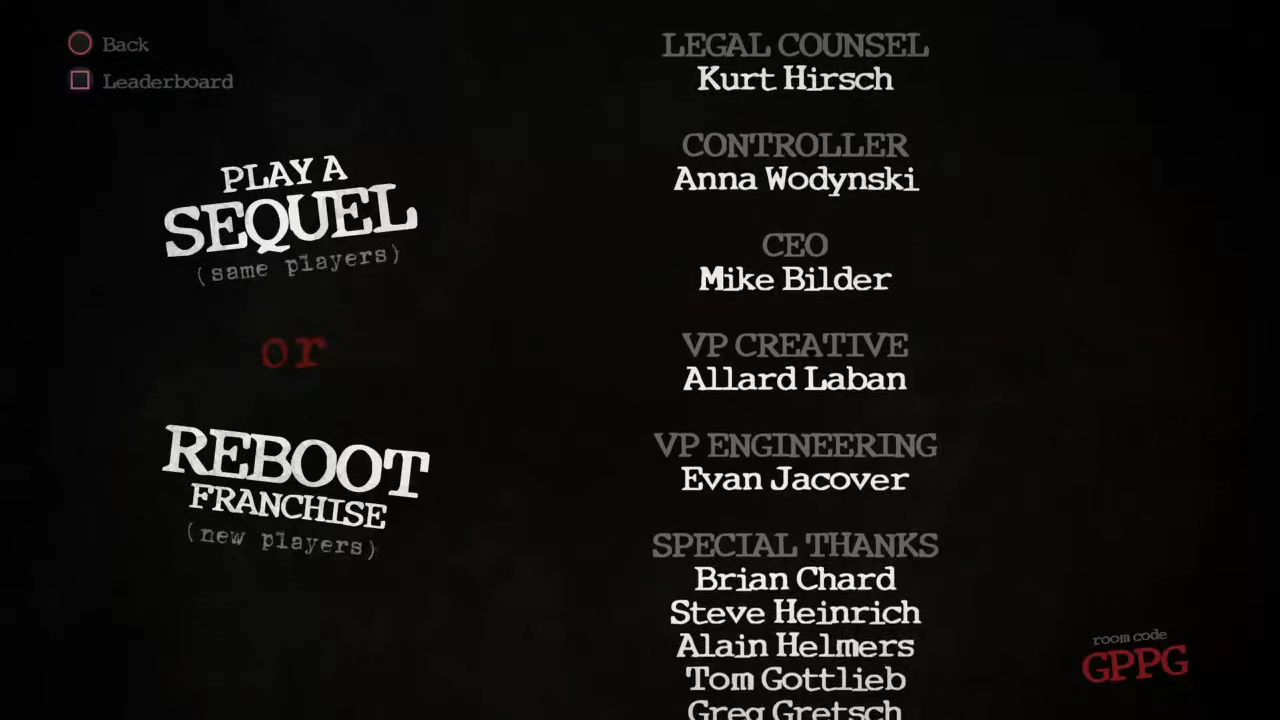 Back
Leaderboard
PLAY A
SEQUEL
(same players)
or
REBOOT
FRANCHISE
(new players)
LEGAL COUNSEL
Kurt Hirsch
CONTROLLER
Anna Wodynski
CEO
Mike Bilder
VP CREATIVE
Allard Laban
VP ENGINEERING
Evan Jacover
SPECIAL THANKS
Brian Chard
Steve Heinrich
Alain Helmers
Tom Gottlieb
Greg Gretsch
room code
GPPG